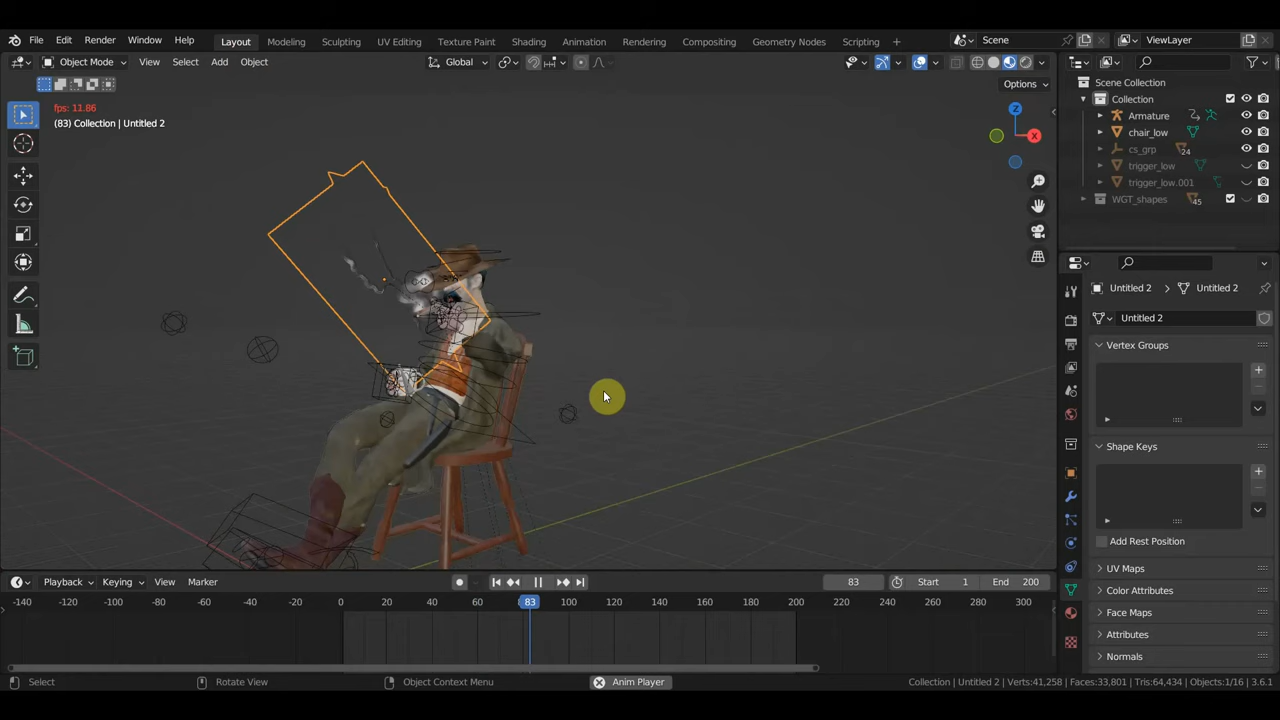 File Edit Render Window Help
Layout Modeling Sculpting UV Editing Texture Paint Shading Animation Rendering Compositing Geometry Nodes Scripting +
Scene ViewLayer
Object Mode View Select Add Object Global
Options
fps: 11.86
(83) Collection | Untitled 2
Z
X
Scene Collection
Collection
Armature
chair_low
cs_grp 24
trigger_low
trigger_low.001
WGT_shapes 45
Untitled 2 > Untitled 2
Untitled 2
Vertex Groups
Shape Keys
Add Rest Position
UV Maps
Color Attributes
Face Maps
Attributes
Normals
Playback Keying View Marker 83 Start 1 End 200
-140 -120 -100 -80 -60 -40 -20 0 20 40 60 83 100 120 140 160 180 200 220 240 260 280 300
Select Rotate View Object Context Menu Anim Player Collection | Untitled 2 | Verts:41,258 | Faces:33,801 | Tris:64,434 | Objects:1/16 | 3.6.1